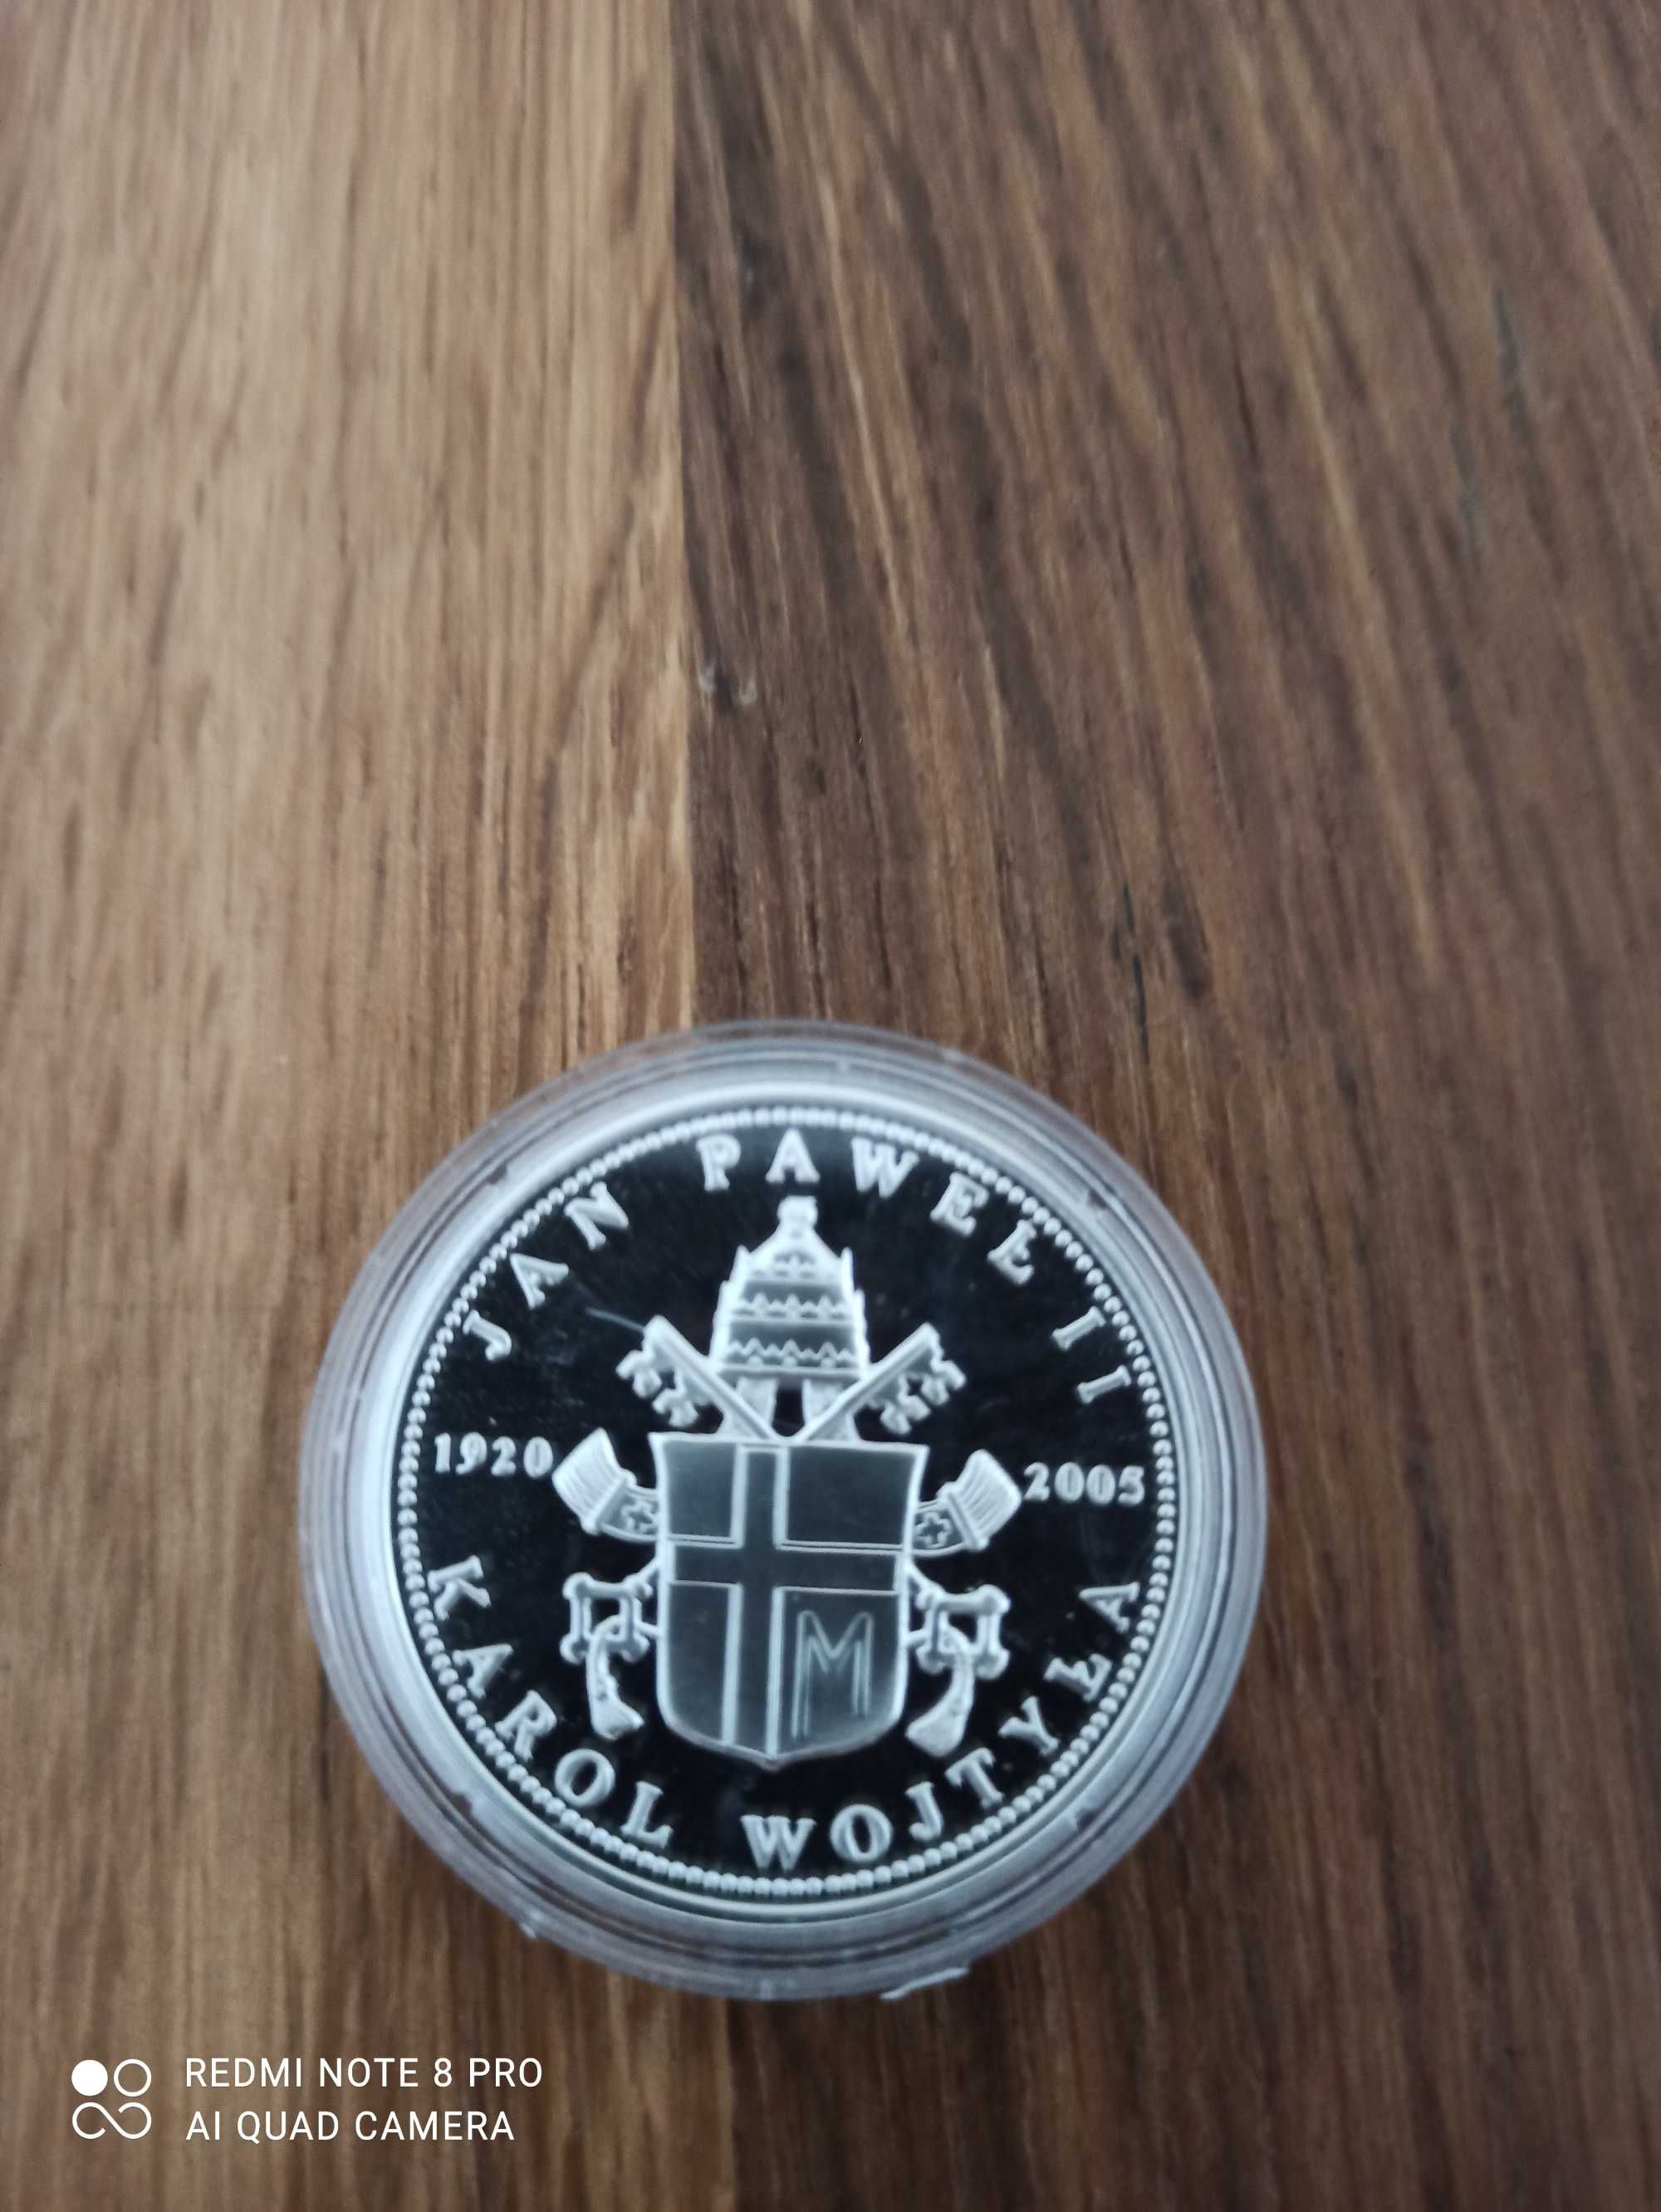 JAN PAWEŁ II
1920
2005
M
KAROL WOJTYŁA
REDMI NOTE 8 PRO
AI QUAD CAMERA